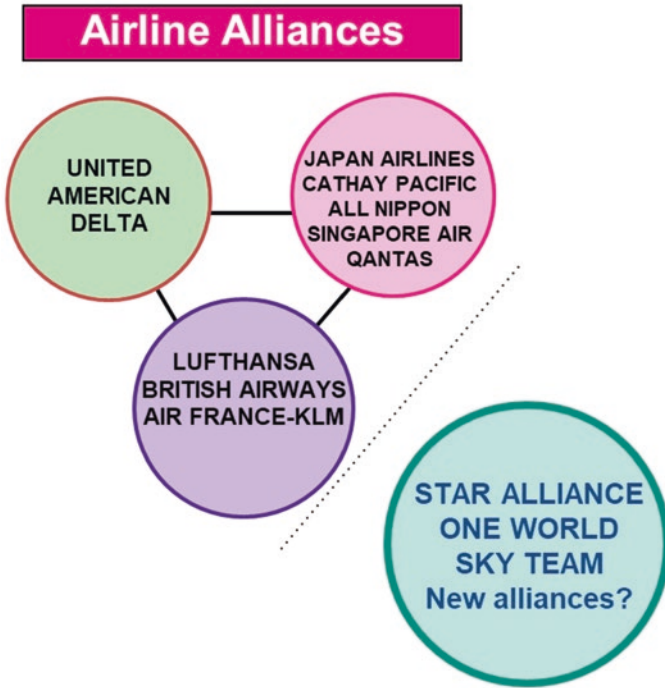 Airline Alliances
UNITED
AMERICAN
DELTA
JAPAN AIRLINES
CATHAY PACIFIC
ALL NIPPON
SINGAPORE AIR
QANTAS
LUFTHANSA
BRITISH AIRWAYS
AIR FRANCE-KLM
STAR ALLIANCE
ONE WORLD
SKY TEAM
New alliances?